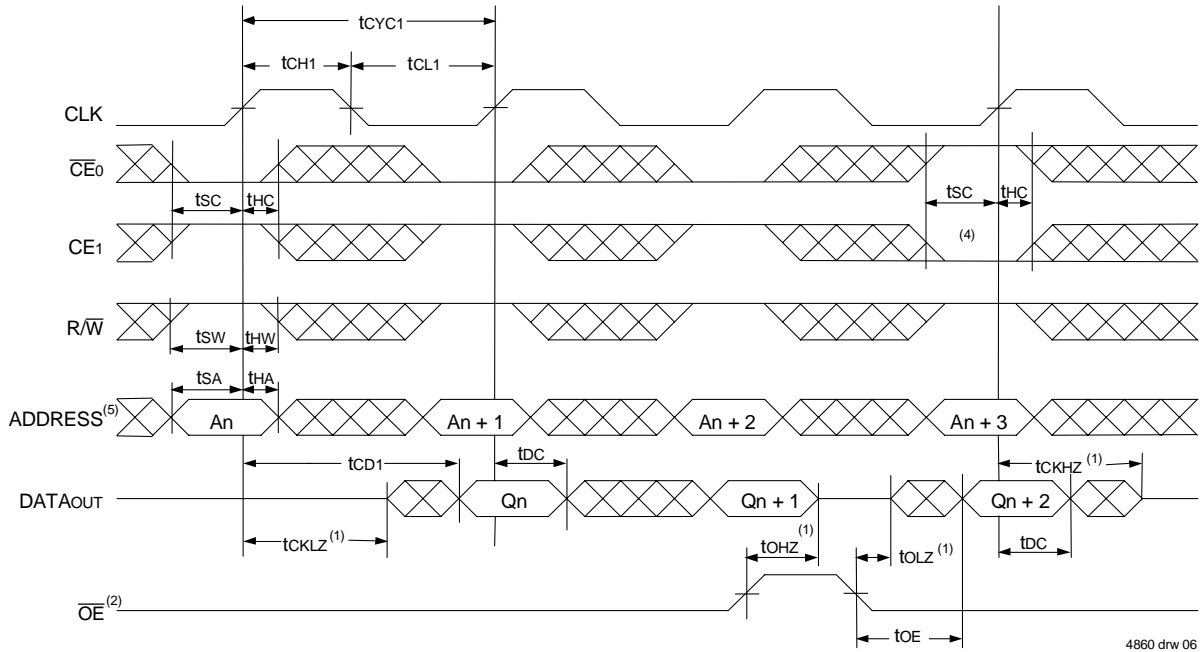 tCYC1
tCH1 tCL1
CLK
CE0
tSC tHC tSC tHC
CE1 (4)
R/W
tSW tHW
tSA tHA
ADDRESS(5) An An + 1 An + 2 An + 3
tCD1 tDC tCKHZ (1)
DATAOUT Qn Qn + 1 Qn + 2
tCKLZ (1) tOHZ (1) tOLZ (1) tDC
OE (2)
tOE
4860 drw 06